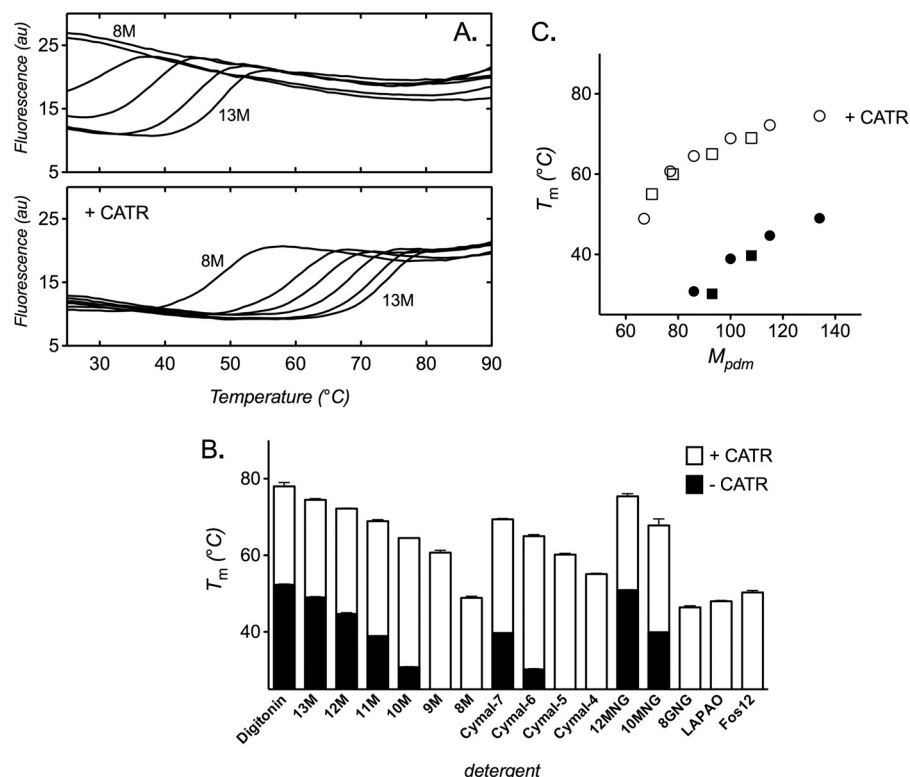 A.
Fluorescence (au)
25
15
5
8M
13M
+ CATR
Fluorescence (au)
25
15
5
8M
13M
30 40 50 60 70 80 90
Temperature (°C)
C.
Tm (°C)
80
60
40
+ CATR
60 80 100 120 140
Mpdm
B.
+ CATR
- CATR
Tm (°C)
80
60
40
Digitonin
13M
12M
11M
10M
9M
8M
Cymal-7
Cymal-6
Cymal-5
Cymal-4
12MNG
10MNG
8GNG
LAPAO
Fos12
detergent